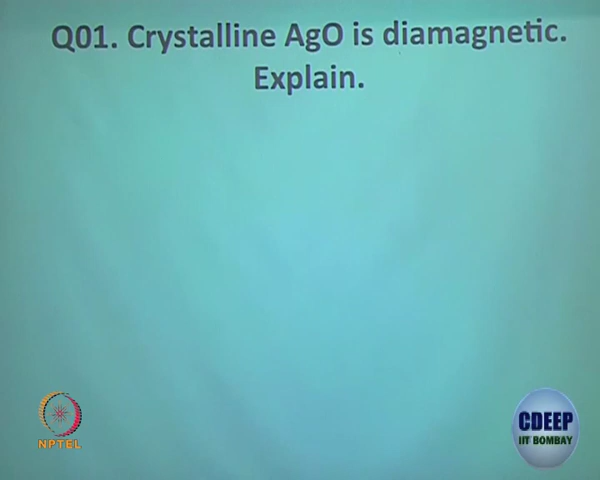 Q01. Crystalline AgO is diamagnetic.
Explain.
NPTEL
CDEEP
IIT BOMBAY